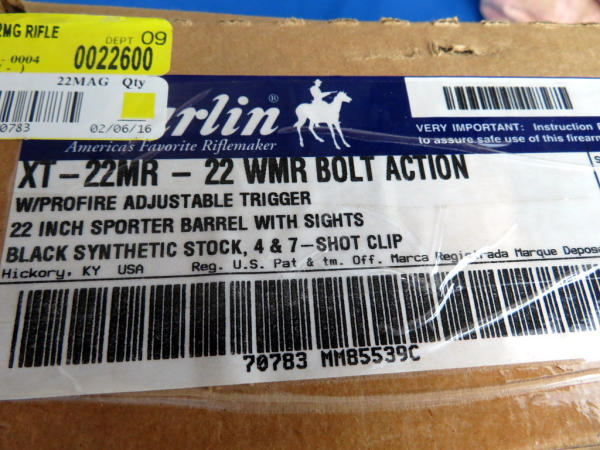 2MG RIFLE
DEPT 09
-0004
0022600
22MAG Qty
70783 02/06/16
arlin®
America's Favorite Riflemaker
VERY IMPORTANT: Instruction
to assure safe use of this firearm
XT-22MR - 22 WMR BOLT ACTION
W/PROFIRE ADJUSTABLE TRIGGER
22 INCH SPORTER BARREL WITH SIGHTS
BLACK SYNTHETIC STOCK, 4 & 7-SHOT CLIP
Hickory, KY USA Reg. U.S. Pat & tm. Off. Marca Registrada Marque Depose
70783 MM85539C